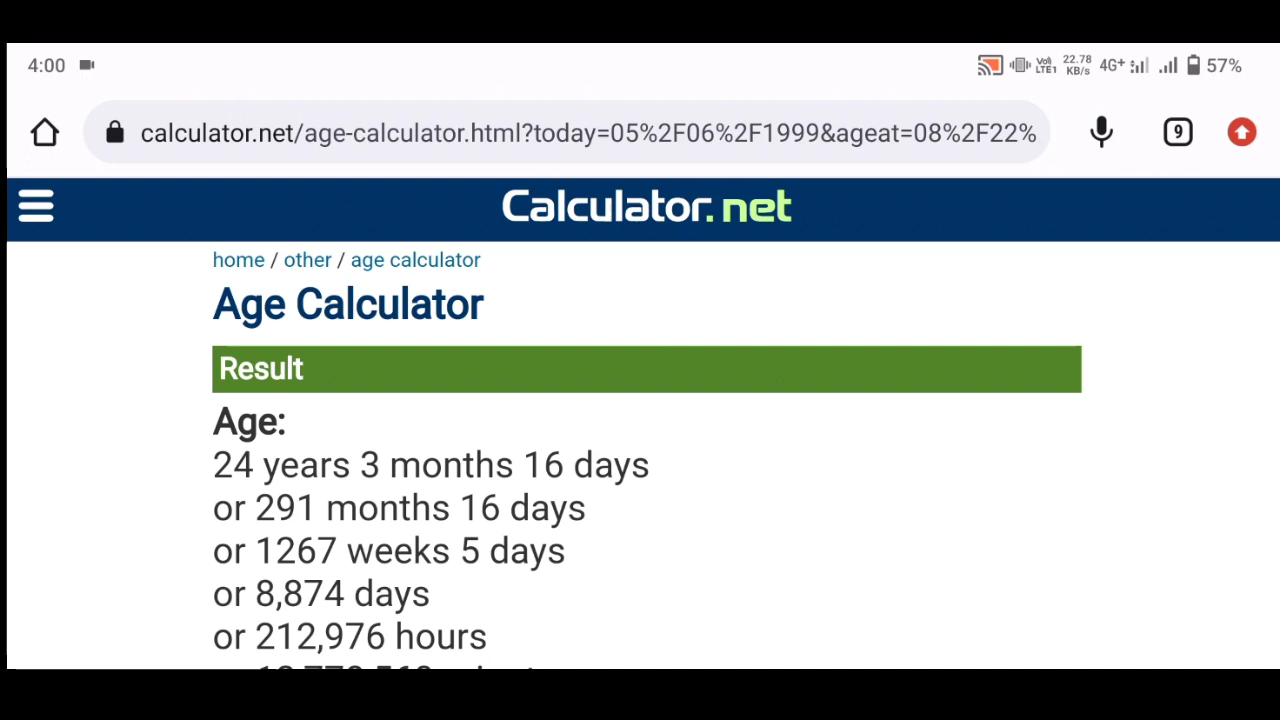 4:00 Vo) LTE1 22.78 KB/s 4G+ 57%
calculator.net/age-calculator.html?today=05%2F06%2F1999&ageat=08%2F22% 9
Calculator.net
home / other / age calculator
Age Calculator
Result
Age:
24 years 3 months 16 days
or 291 months 16 days
or 1267 weeks 5 days
or 8,874 days
or 212,976 hours